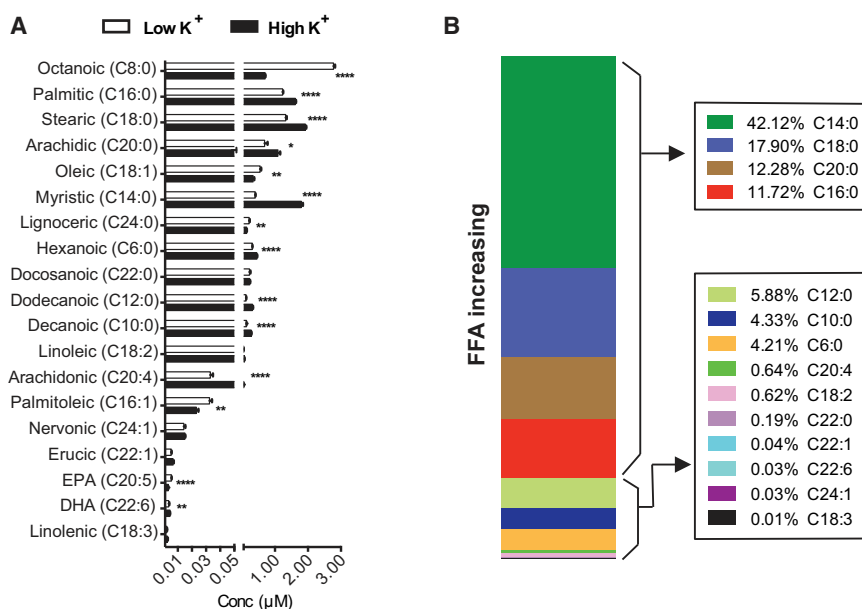 A
Low K+
High K+
Octanoic (C8:0)
****
Palmitic (C16:0)
****
Stearic (C18:0)
****
Arachidic (C20:0)
*
Oleic (C18:1)
**
Myristic (C14:0)
****
Lignoceric (C24:0)
**
Hexanoic (C6:0)
****
Docosanoic (C22:0)
Dodecanoic (C12:0)
****
Decanoic (C10:0)
****
Linoleic (C18:2)
Arachidonic (C20:4)
****
Palmitoleic (C16:1)
**
Nervonic (C24:1)
Erucic (C22:1)
EPA (C20:5)
****
DHA (C22:6)
**
Linolenic (C18:3)
0.01 0.03 0.05 1.00 2.00 3.00
Conc (µM)
B
FFA increasing
42.12% C14:0
17.90% C18:0
12.28% C20:0
11.72% C16:0
5.88% C12:0
4.33% C10:0
4.21% C6:0
0.64% C20:4
0.62% C18:2
0.19% C22:0
0.04% C22:1
0.03% C22:6
0.03% C24:1
0.01% C18:3